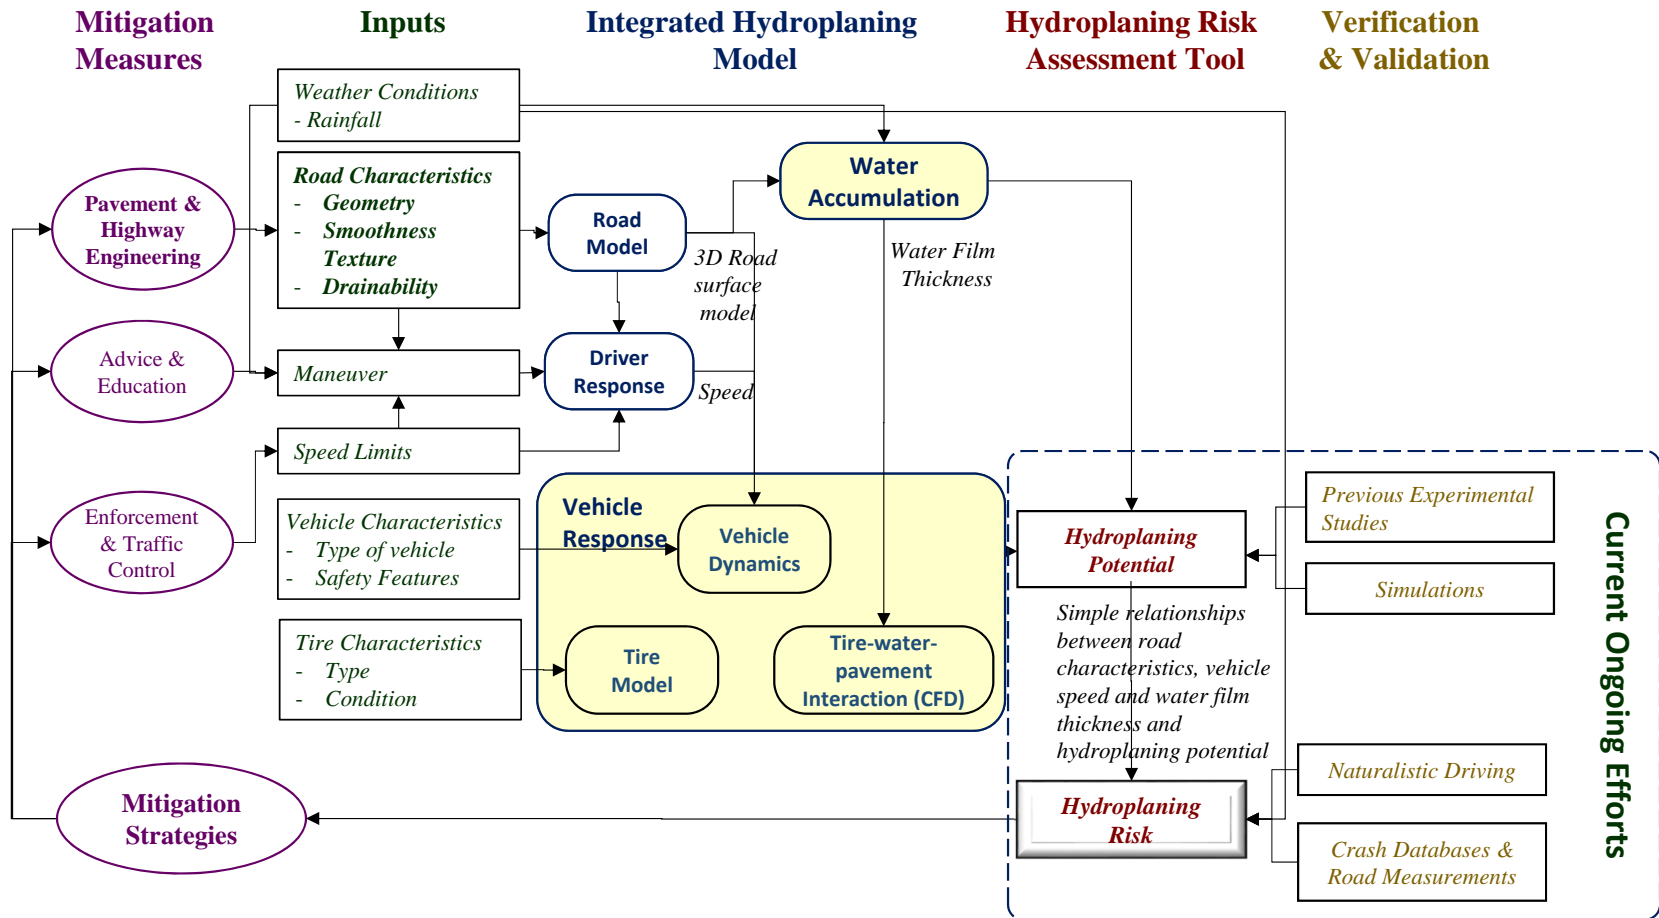 Mitigation
Measures
Inputs
Integrated Hydroplaning
Model
Hydroplaning Risk
Assessment Tool
Verification
& Validation
Weather Conditions
- Rainfall
Road Characteristics
- Geometry
- Smoothness
Texture
- Drainability
Maneuver
Speed Limits
Vehicle Characteristics
- Type of vehicle
- Safety Features
Tire Characteristics
- Type
- Condition
Pavement &
Highway
Engineering
Advice &
Education
Enforcement
& Traffic
Control
Mitigation
Strategies
Road
Model
Driver
Response
3D Road
surface
model
Speed
Water
Accumulation
Water Film
Thickness
Vehicle
Response
Vehicle
Dynamics
Tire
Model
Tire-water-
pavement
Interaction (CFD)
Hydroplaning
Potential
Simple relationships
between road
characteristics, vehicle
speed and water film
thickness and
hydroplaning potential
Hydroplaning
Risk
Previous Experimental
Studies
Simulations
Naturalistic Driving
Crash Databases &
Road Measurements
Current Ongoing Efforts